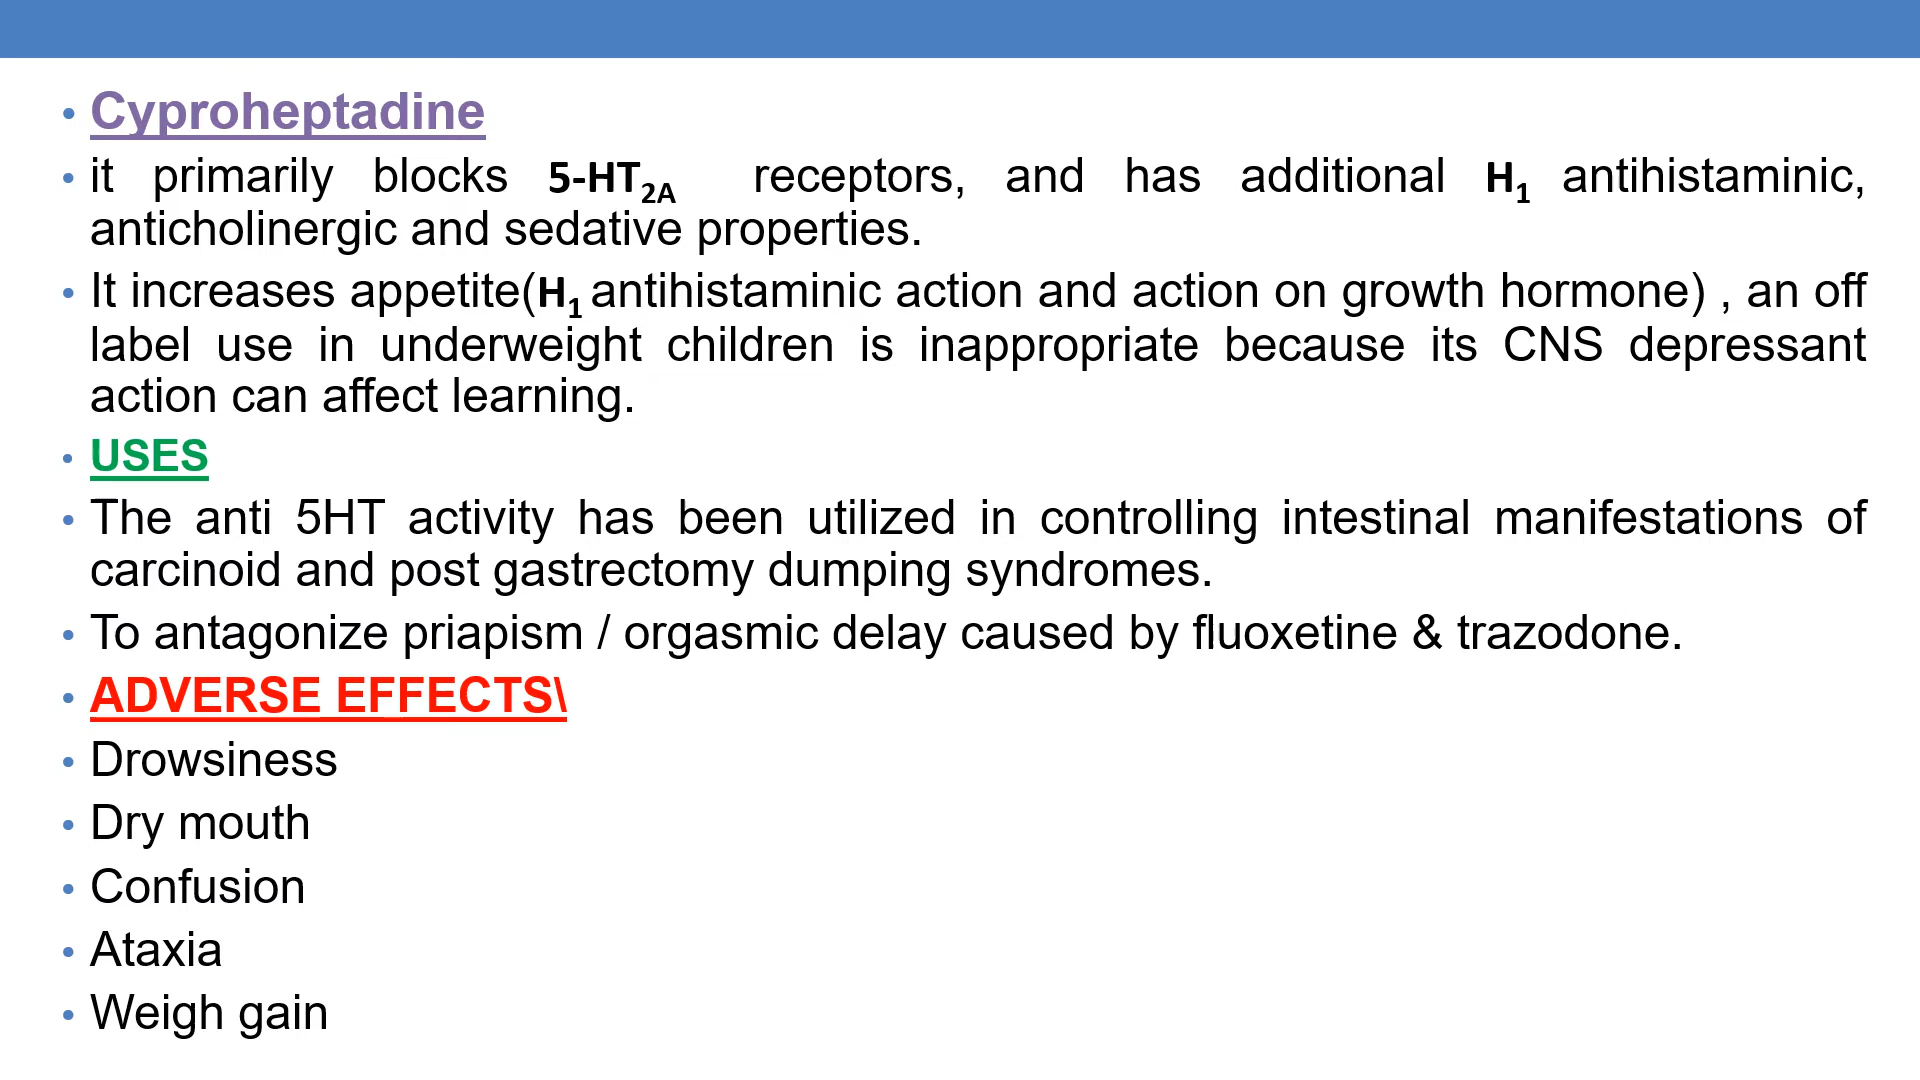 • Cyproheptadine
• it primarily blocks 5-HT2A receptors, and has additional H1 antihistaminic,
anticholinergic and sedative properties.
• It increases appetite(H1 antihistaminic action and action on growth hormone) , an off
label use in underweight children is inappropriate because its CNS depressant
action can affect learning.
• USES
• The anti 5HT activity has been utilized in controlling intestinal manifestations of
carcinoid and post gastrectomy dumping syndromes.
• To antagonize priapism / orgasmic delay caused by fluoxetine & trazodone.
• ADVERSE EFFECTS\
• Drowsiness
• Dry mouth
• Confusion
• Ataxia
• Weigh gain